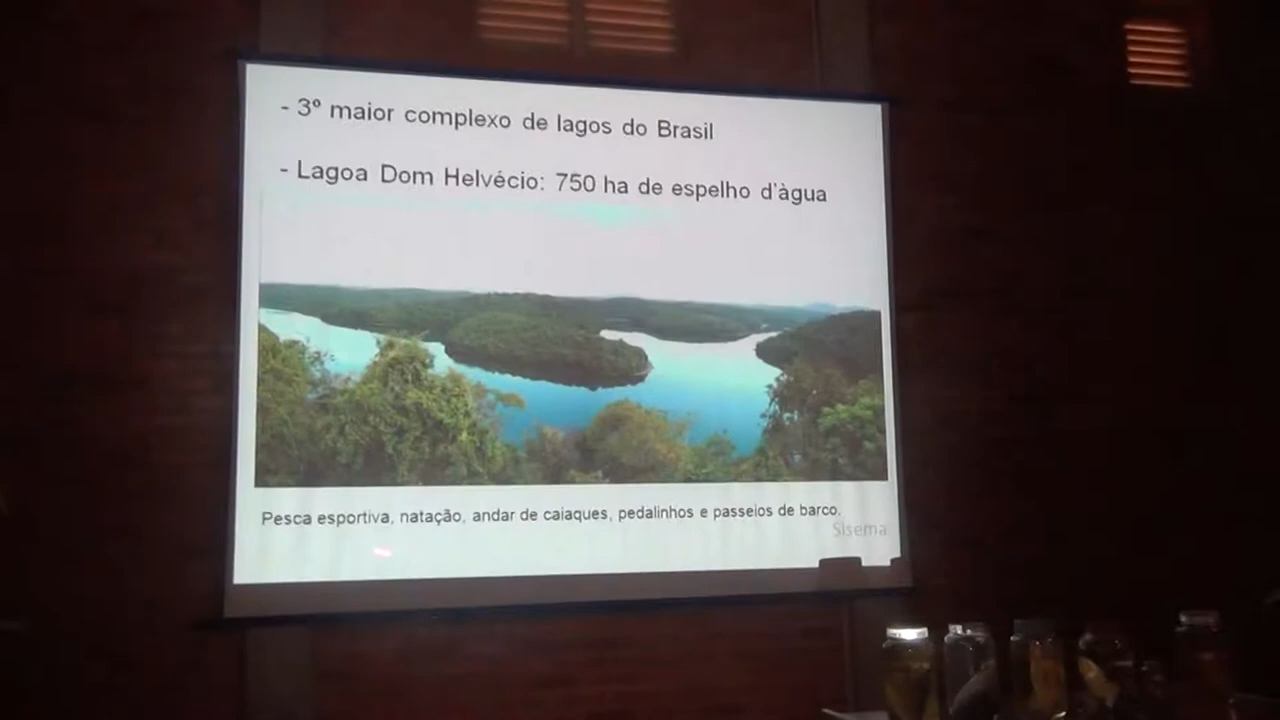 - 3º maior complexo de lagos do Brasil
- Lagoa Dom Helvécio: 750 ha de espelho d'àgua
Pesca esportiva, natação, andar de caiaques, pedalinhos e passeios de barco.
Sisema